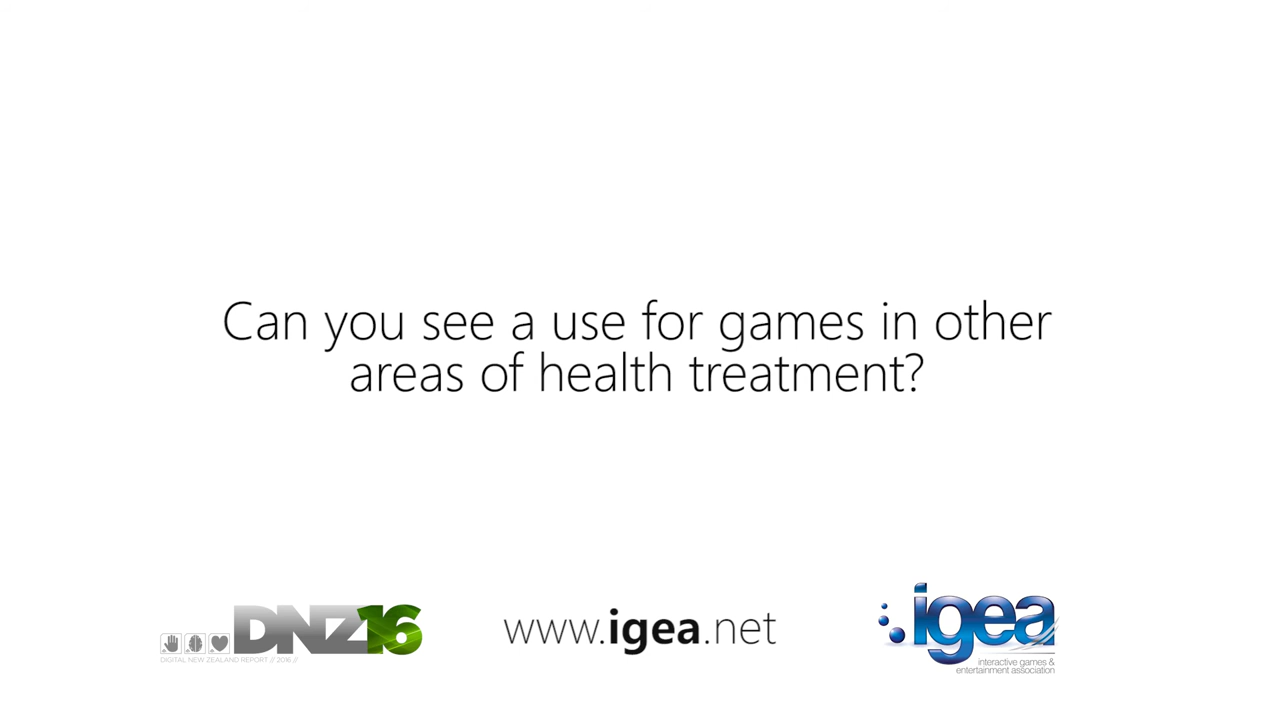 Can you see a use for games in other
areas of health treatment?
DNZ16
DIGITAL NEW ZEALAND REPORT // 2016 //
www.igea.net
igea
interactive games &
entertainment association